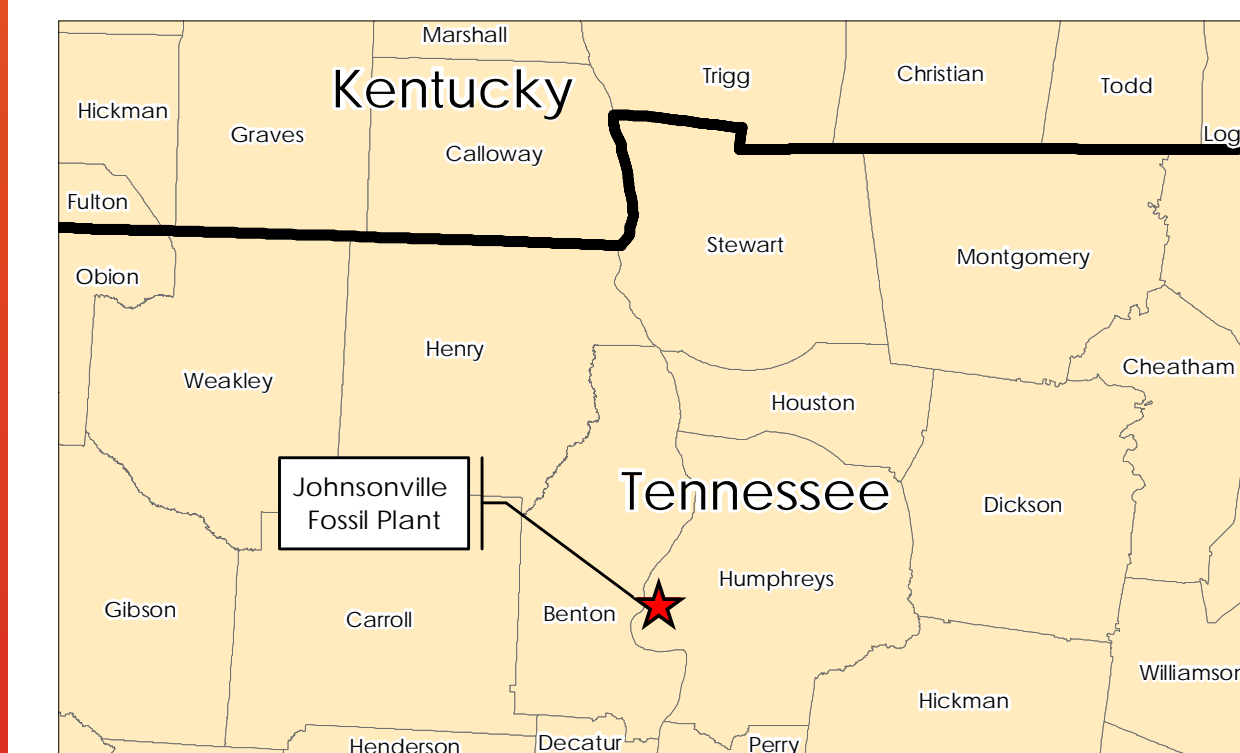 Marshall
Kentucky
Trigg
Christian
Todd
Hickman
Graves
Log
Calloway
Fulton
Stewart
Montgomery
Obion
Henry
Cheatham
Weakley
Houston
Johnsonville
Fossil Plant
Tennessee
Dickson
Humphreys
Gibson
Benton
Carroll
Williamson
Hickman
Henderson
Decatur
Perry